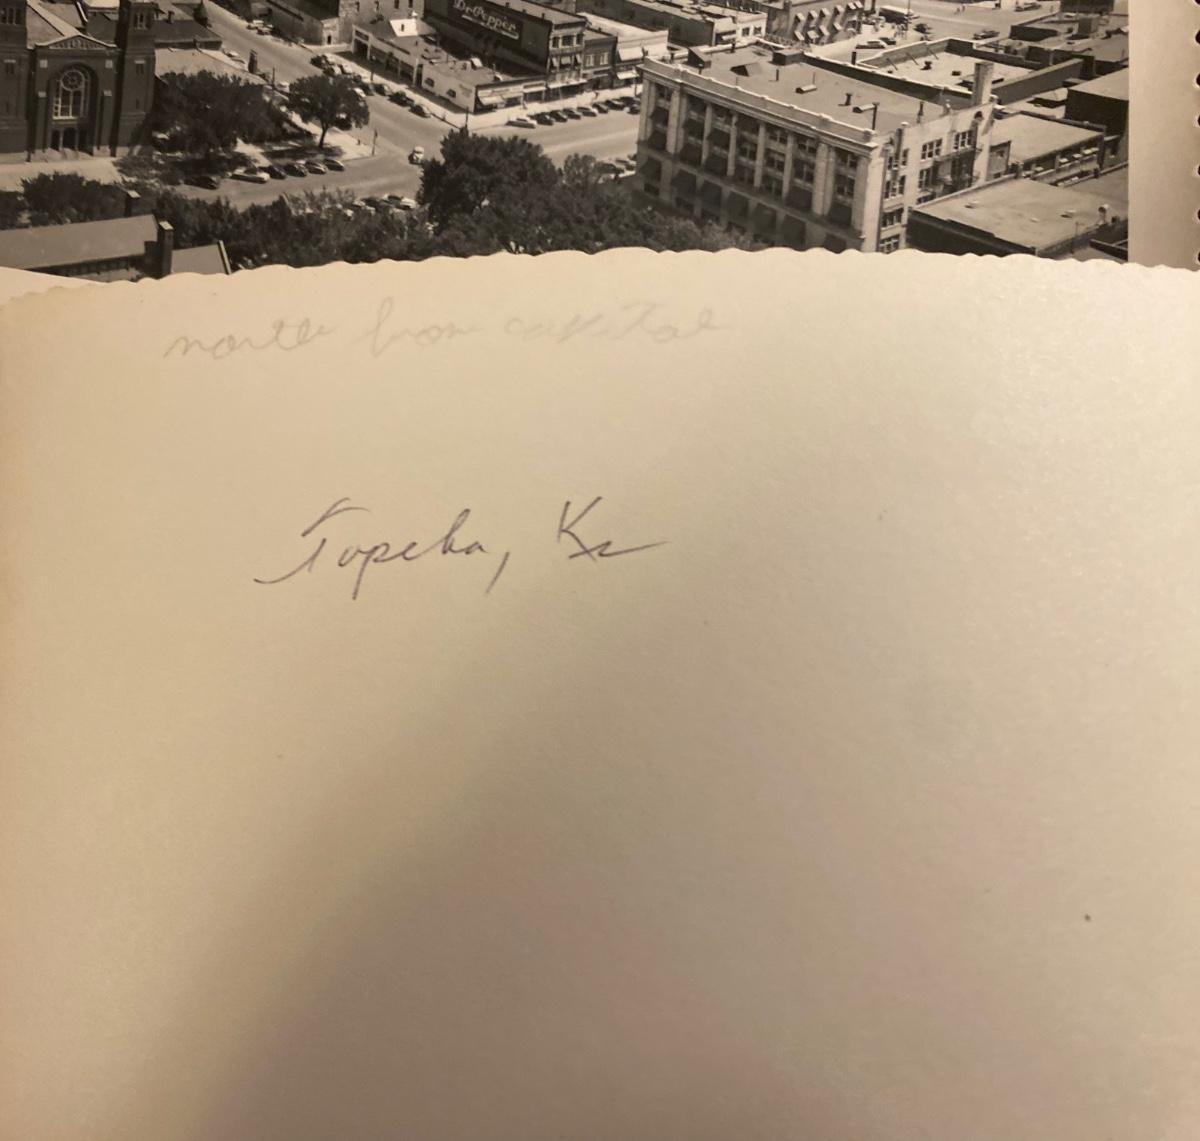 Dr. Pepper
north from capital
Topeka, Ks